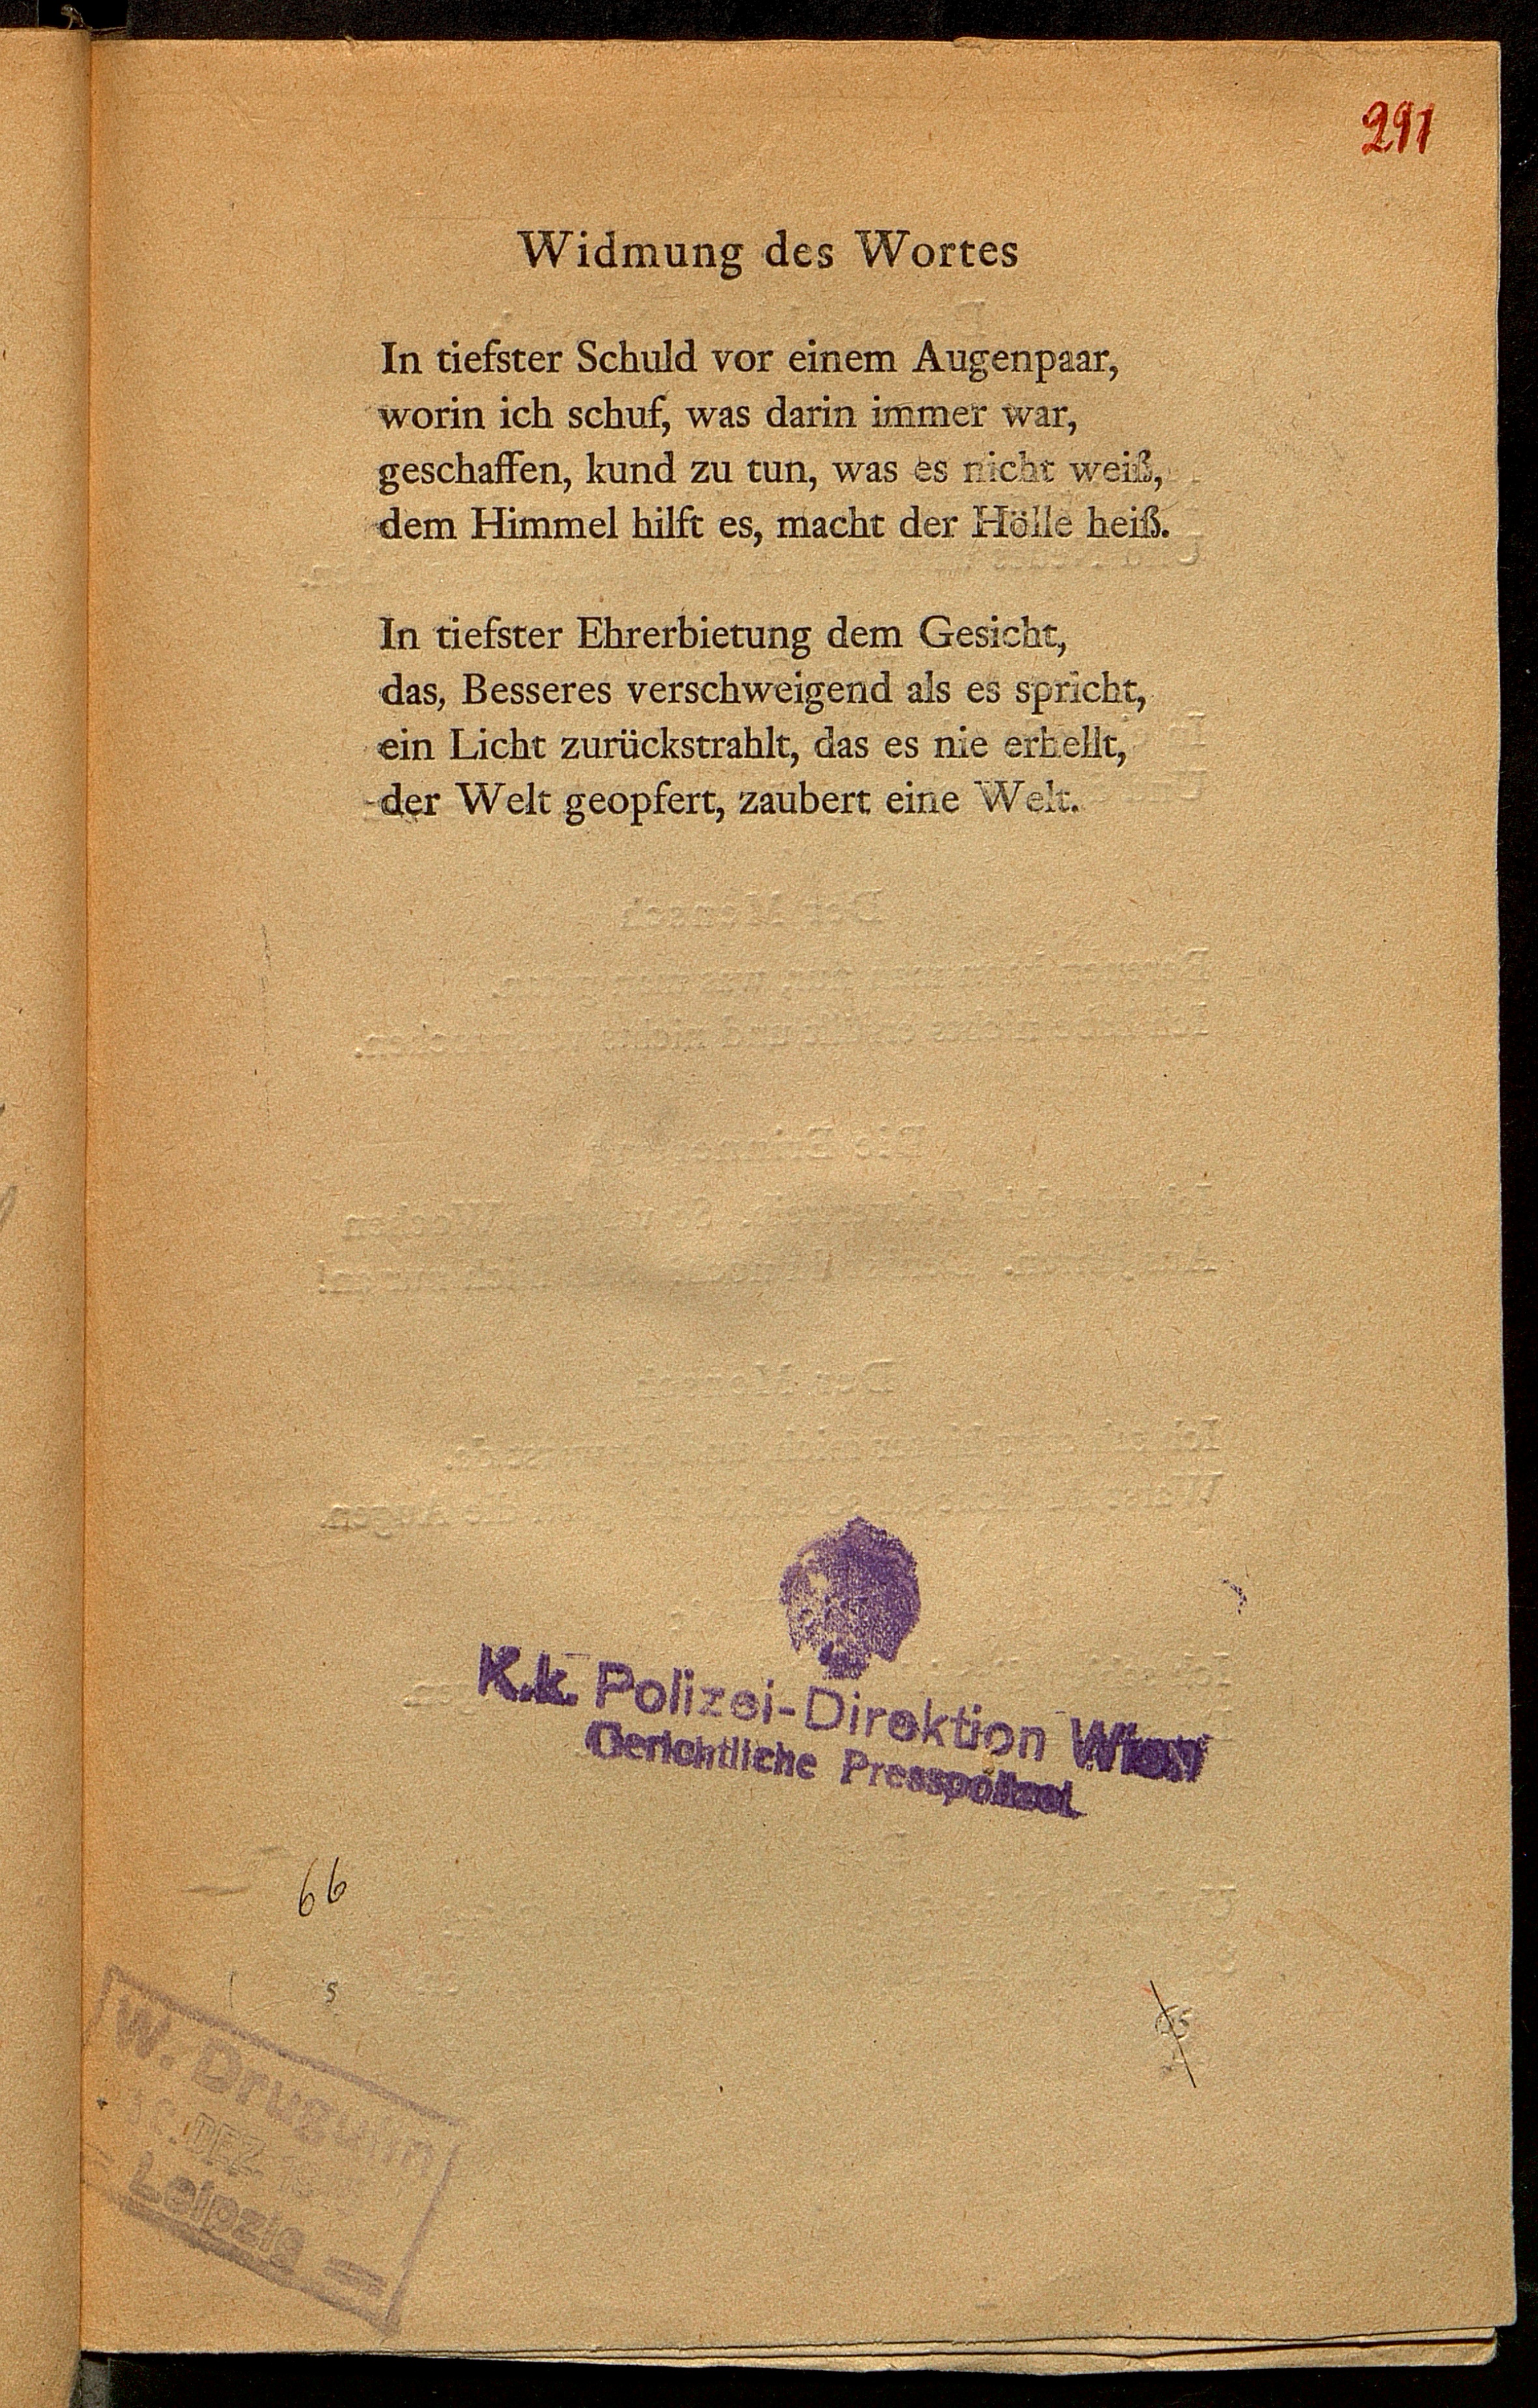 291
Widmung des Wortes
In tiefster Schuld vor einem Augenpaar,
worin ich schuf, was darin immer war,
geschaffen, kund zu tun, was es nicht weiß,
dem Himmel hilft es, macht der Hölle heiß.
In tiefster Ehrerbietung dem Gesicht,
das, Besseres verschweigend als es spricht,
ein Licht zurückstrahlt, das es nie erhellt,
der Welt geopfert, zaubert eine Welt.
K.k. Polizei-Direktion Wien
Gerichtliche Presspolizei
66
5
65
W. Drugulin
DEZ
Leipzig